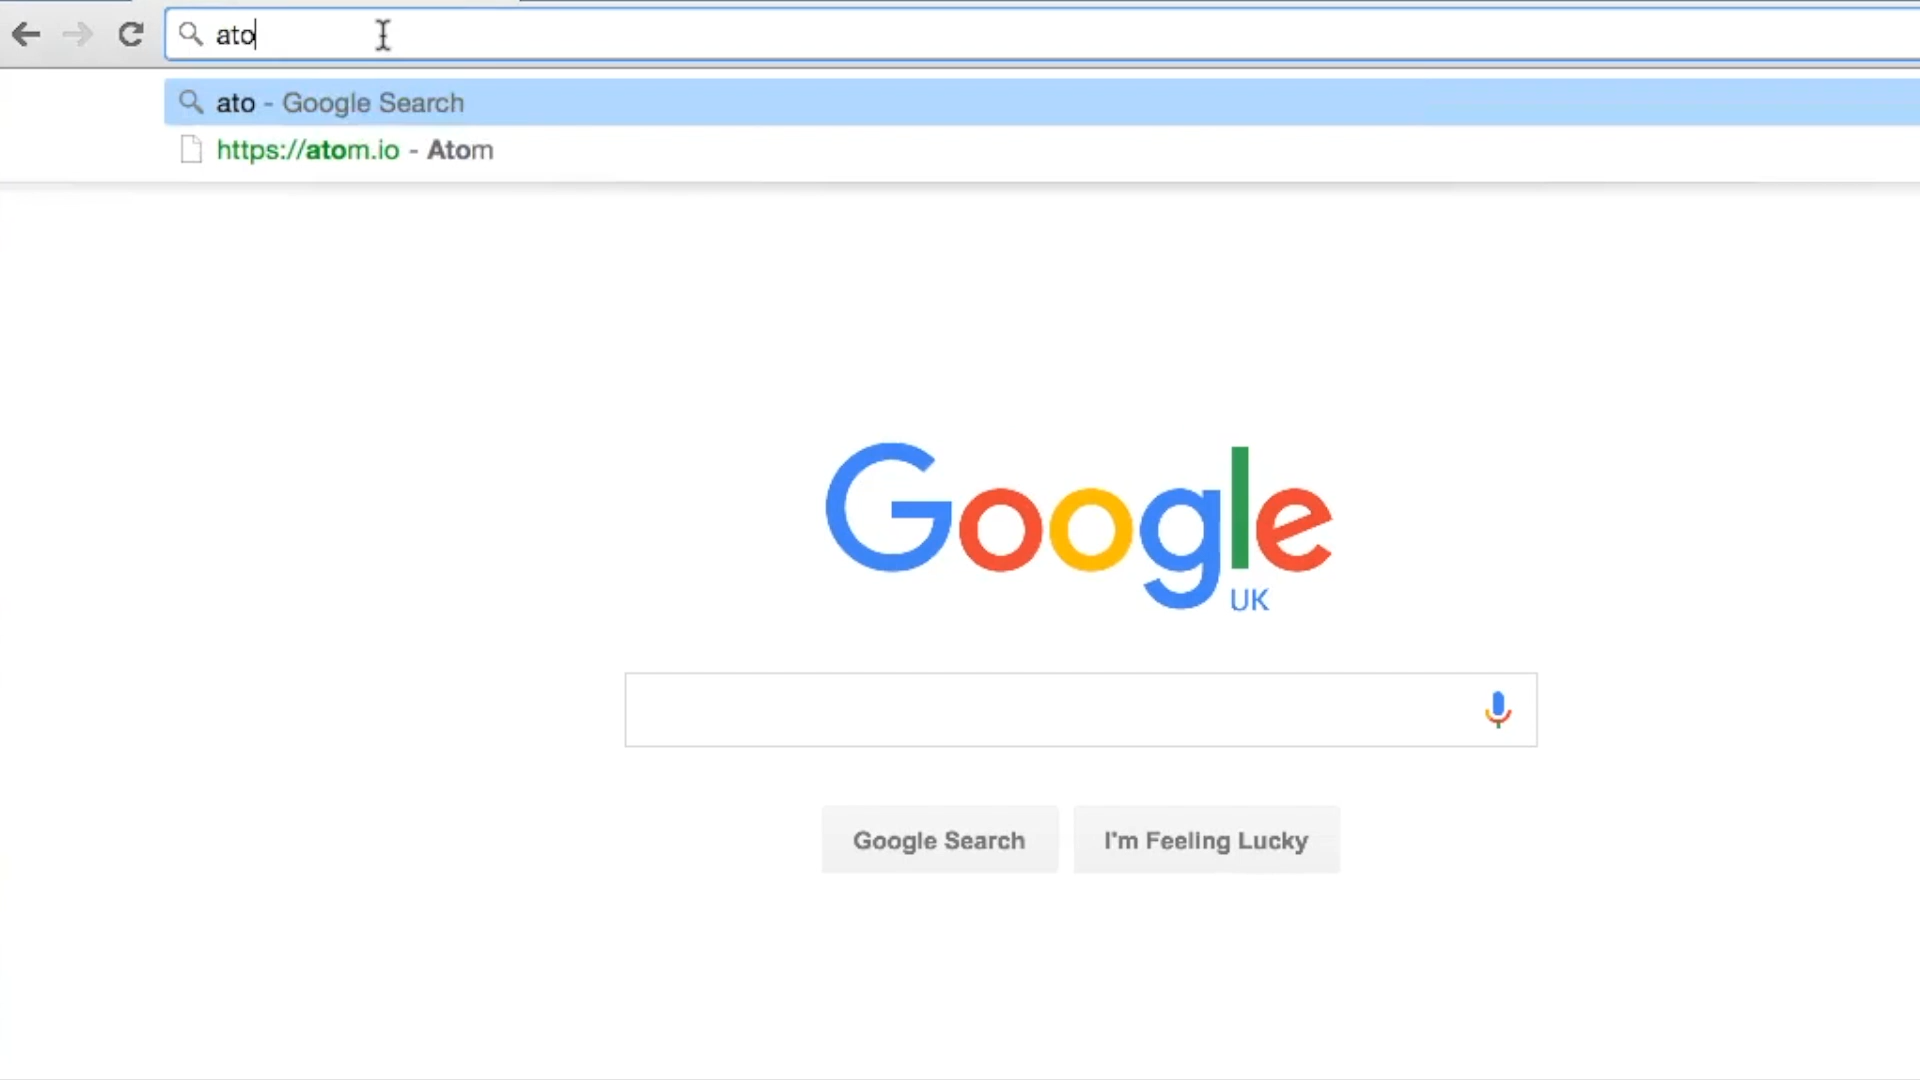 ato
ato - Google Search
https://atom.io - Atom
Google
UK
Google Search
I'm Feeling Lucky